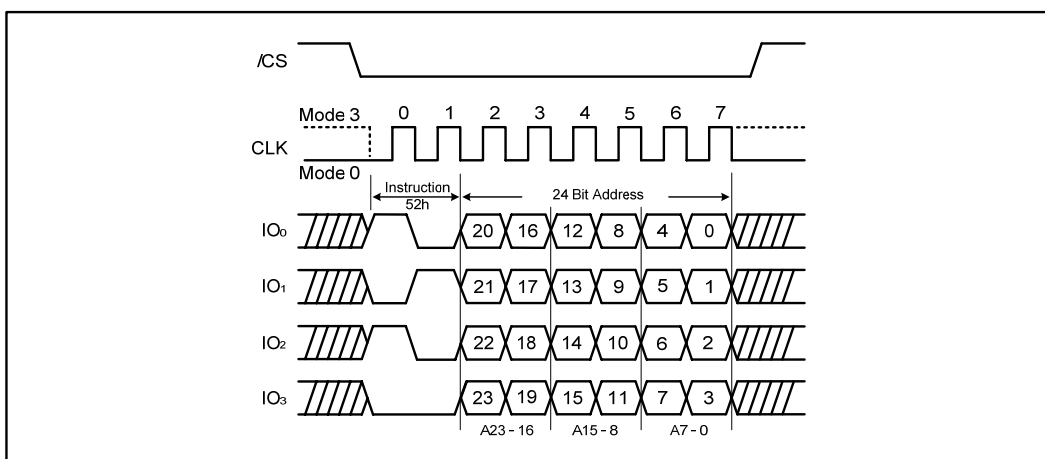 /CS
Mode 3 0 1 2 3 4 5 6 7
CLK
Mode 0
Instruction
52h
24 Bit Address
IO₀ 20 16 12 8 4 0
IO₁ 21 17 13 9 5 1
IO₂ 22 18 14 10 6 2
IO₃ 23 19 15 11 7 3
A23 - 16 A15 - 8 A7 - 0